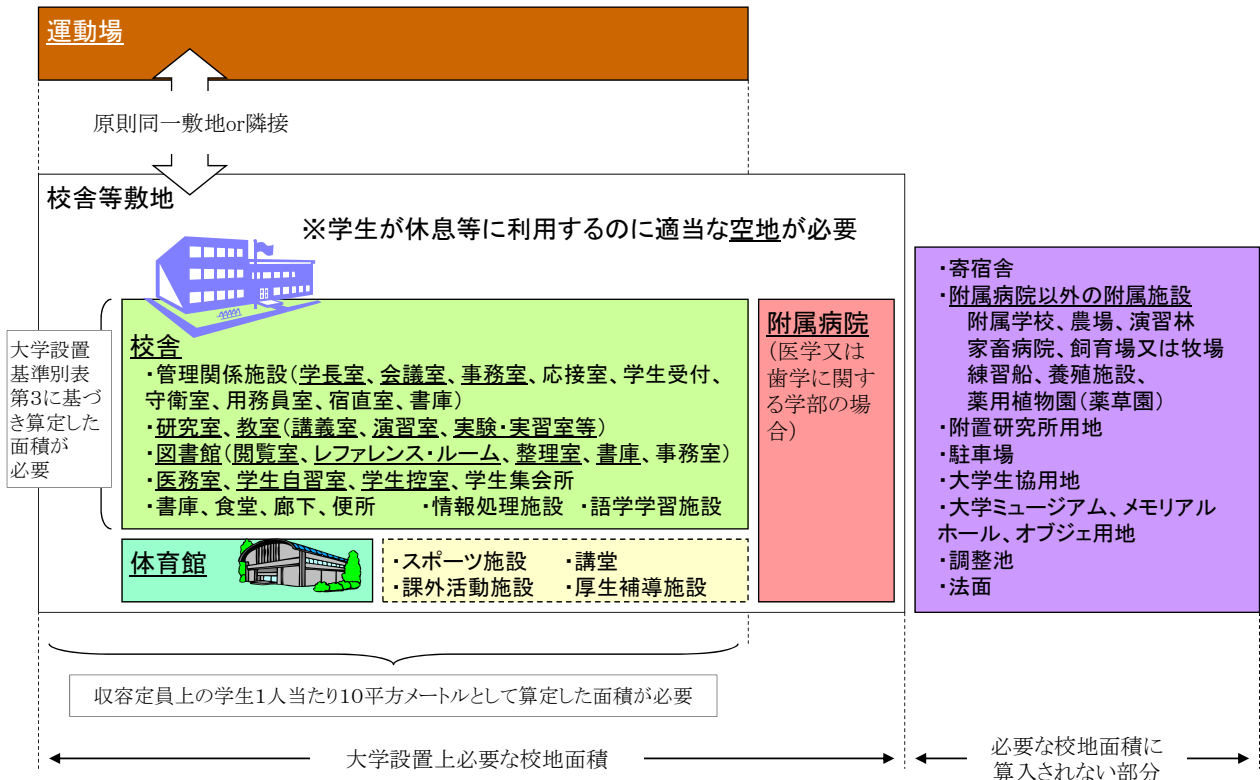 運動場
原則同一敷地or隣接
校舎等敷地
※学生が休息等に利用するのに適当な空地が必要
大学設置
基準別表
第3に基づ
き算定した
面積が
必要
校舎
・管理関係施設(学長室、会議室、事務室、応接室、学生受付、
守衛室、用務員室、宿直室、書庫)
・研究室、教室(講義室、演習室、実験・実習室等)
・図書館(閲覧室、レファレンス・ルーム、整理室、書庫、事務室)
・医務室、学生自習室、学生控室、学生集会所
・書庫、食堂、廊下、便所　・情報処理施設　・語学学習施設
体育館
・スポーツ施設　・講堂
・課外活動施設　・厚生補導施設
附属病院
(医学又は
歯学に関す
る学部の場
合)
・寄宿舎
・附属病院以外の附属施設
附属学校、農場、演習林
家畜病院、飼育場又は牧場
練習船、養殖施設、
薬用植物園(薬草園)
・附置研究所用地
・駐車場
・大学生協用地
・大学ミュージアム、メモリアル
ホール、オブジェ用地
・調整池
・法面
収容定員上の学生1人当たり10平方メートルとして算定した面積が必要
大学設置上必要な校地面積
必要な校地面積に
算入されない部分